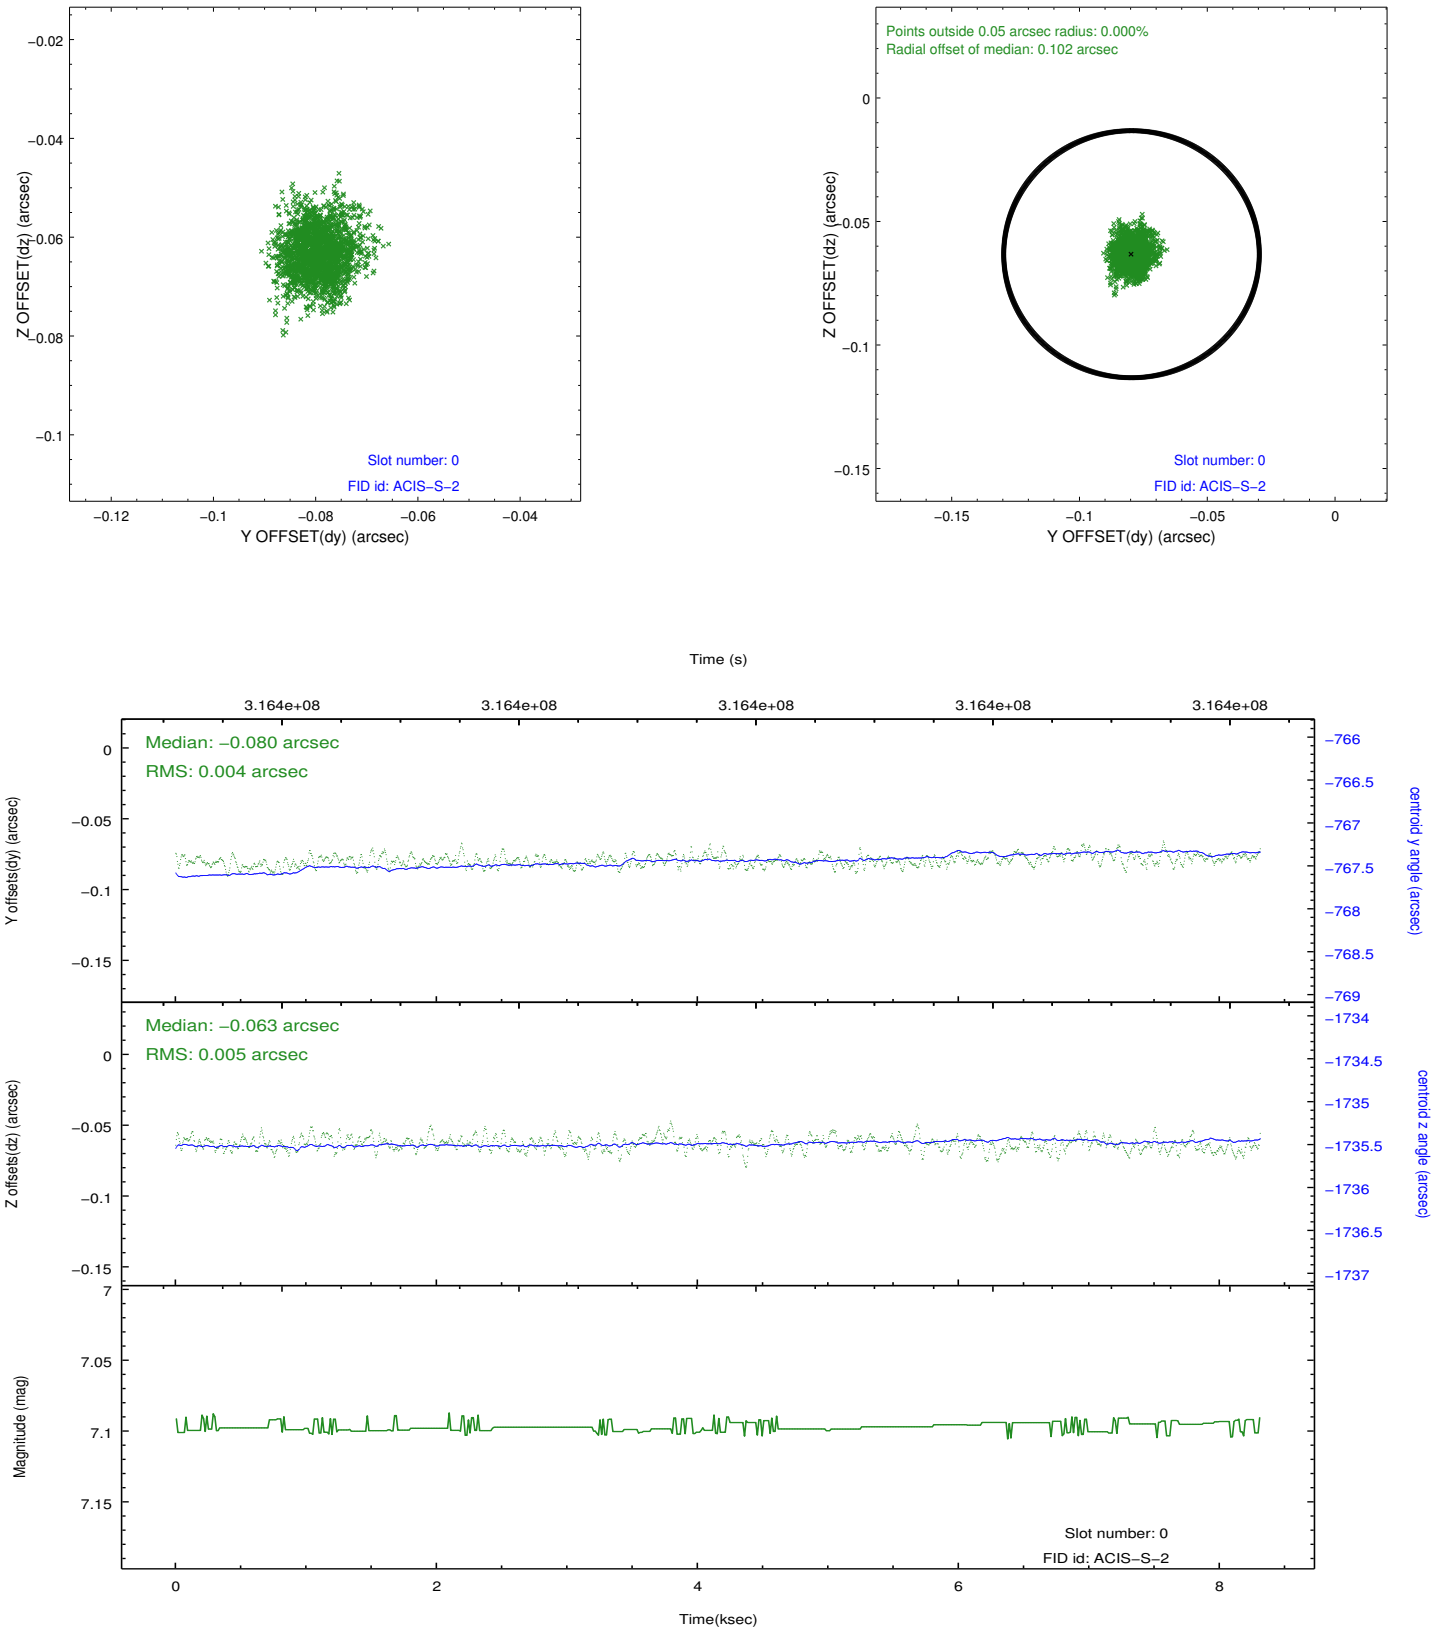 −0.02
−0.04
−0.06
−0.08
−0.1
Z OFFSET(dz) (arcsec)
Slot number: 0
FID id: ACIS−S−2
−0.12
−0.1
−0.08
−0.06
−0.04
Y OFFSET(dy) (arcsec)
Points outside 0.05 arcsec radius: 0.000%
Radial offset of median: 0.102 arcsec
0
−0.05
−0.1
−0.15
Z OFFSET(dz) (arcsec)
Slot number: 0
FID id: ACIS−S−2
−0.15
−0.1
−0.05
0
Y OFFSET(dy) (arcsec)
Time (s)
3.164e+08
3.164e+08
3.164e+08
3.164e+08
3.164e+08
Median: −0.080 arcsec
RMS: 0.004 arcsec
0
−0.05
−0.1
−0.15
Y offsets(dy) (arcsec)
−766
−766.5
−767
−767.5
−768
−768.5
−769
centroid y angle (arcsec)
Median: −0.063 arcsec
RMS: 0.005 arcsec
0
−0.05
−0.1
−0.15
Z offsets(dz) (arcsec)
−1734
−1734.5
−1735
−1735.5
−1736
−1736.5
−1737
centroid z angle (arcsec)
7
7.05
7.1
7.15
Magnitude (mag)
Slot number: 0
FID id: ACIS−S−2
0
2
4
6
8
Time(ksec)